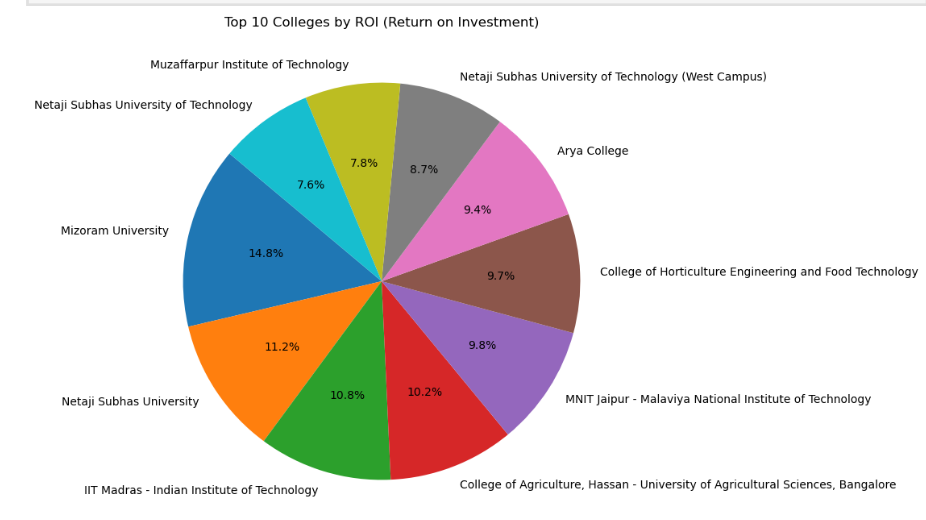 Top 10 Colleges by ROI (Return on Investment)
Muzaffarpur Institute of Technology
Netaji Subhas University of Technology (West Campus)
Netaji Subhas University of Technology
Arya College
7.8%
8.7%
7.6%
9.4%
Mizoram University
14.8%
9.7%
College of Horticulture Engineering and Food Technology
11.2%
9.8%
Netaji Subhas University
10.8%
10.2%
MNIT Jaipur - Malaviya National Institute of Technology
IIT Madras - Indian Institute of Technology
College of Agriculture, Hassan - University of Agricultural Sciences, Bangalore